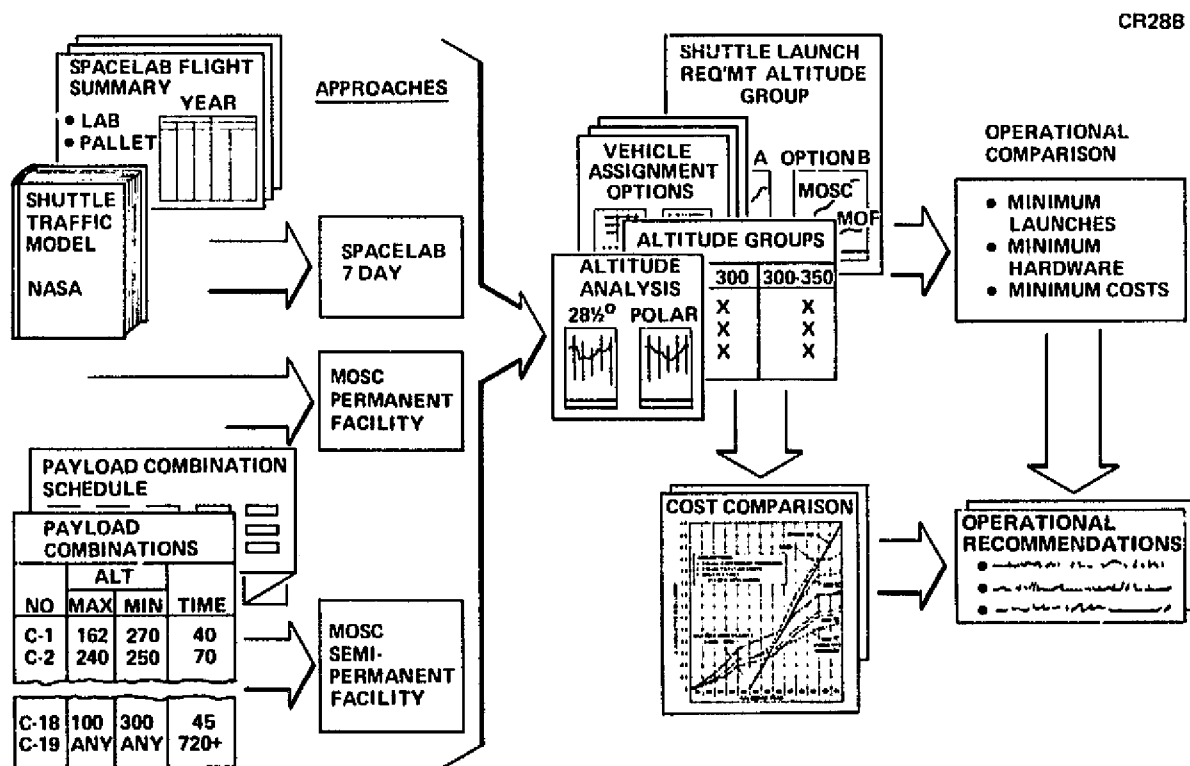 CR28B
SPACELAB FLIGHT
SUMMARY
YEAR
• LAB
• PALLET
SHUTTLE
TRAFFIC
MODEL
NASA
APPROACHES
SPACELAB
7 DAY
MOSC
PERMANENT
FACILITY
MOSC
SEMI-
PERMANENT
FACILITY
PAYLOAD COMBINATION
SCHEDULE
PAYLOAD
COMBINATIONS
ALT
NO MAX MIN TIME
C-1 162 270 40
C-2 240 250 70
C-18 100 300 45
C-19 ANY ANY 720+
SHUTTLE LAUNCH
REQ'MT ALTITUDE
GROUP
A OPTION B
MOSC
MOF
VEHICLE
ASSIGNMENT
OPTIONS
ALTITUDE GROUPS
300 300-350
X X
X X
X X
ALTITUDE
ANALYSIS
28½° POLAR
COST COMPARISON
OPERATIONAL
COMPARISON
• MINIMUM
LAUNCHES
• MINIMUM
HARDWARE
• MINIMUM COSTS
OPERATIONAL
RECOMMENDATIONS